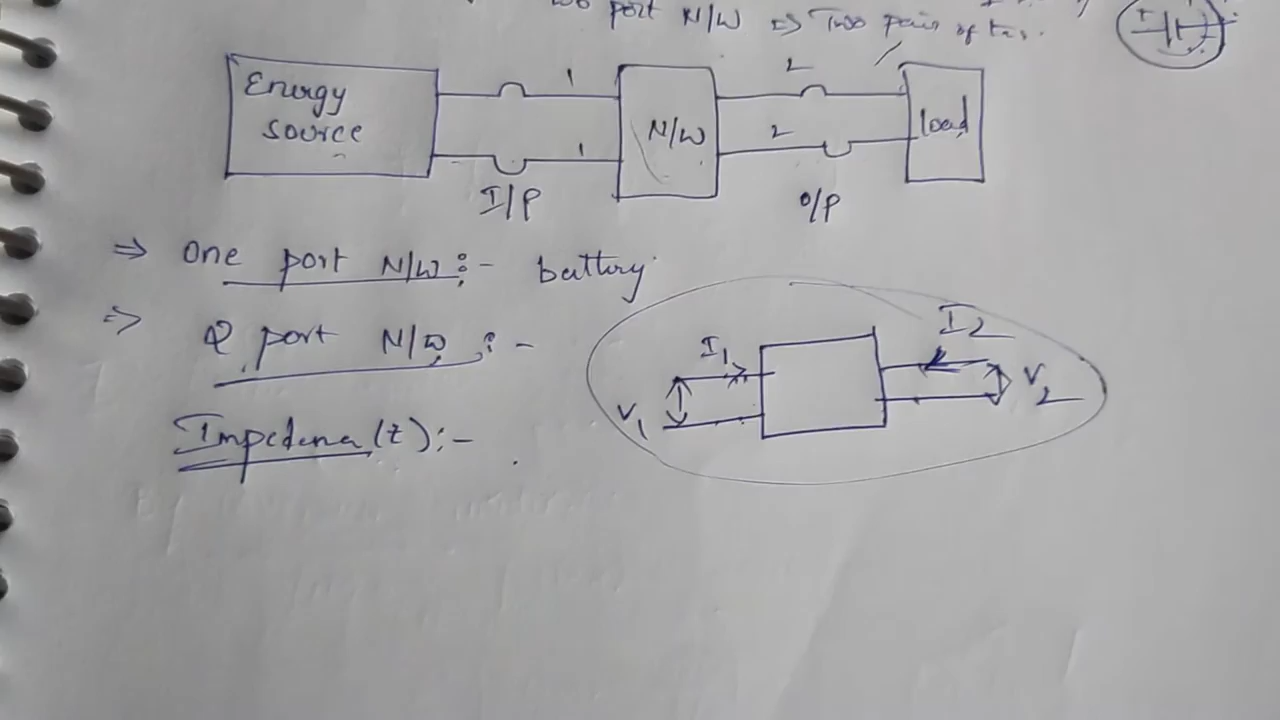 port N/W => Two pair of
Energy source
1
1
N/W
2
2
load
I/P
O/P
=> One port N/W :- battery
=> 2 port N/W :-
I1
I2
V1
V2
(z) :-